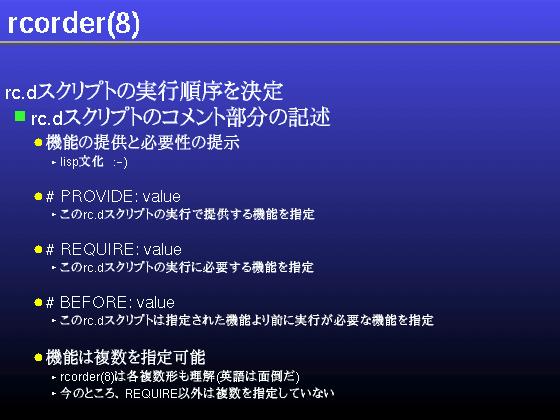 rcorder(8)
rc.dスクリプトの実行順序を決定
rc.dスクリプトのコメント部分の記述
機能の提供と必要性の提示
lisp文化 :-)
# PROVIDE: value
このrc.dスクリプトの実行で提供する機能を指定
# REQUIRE: value
このrc.dスクリプトの実行に必要する機能を指定
# BEFORE: value
このrc.dスクリプトは指定された機能より前に実行が必要な機能を指定
機能は複数を指定可能
rcorder(8)は各複数形も理解(英語は面倒だ)
今のところ、REQUIRE以外は複数を指定していない